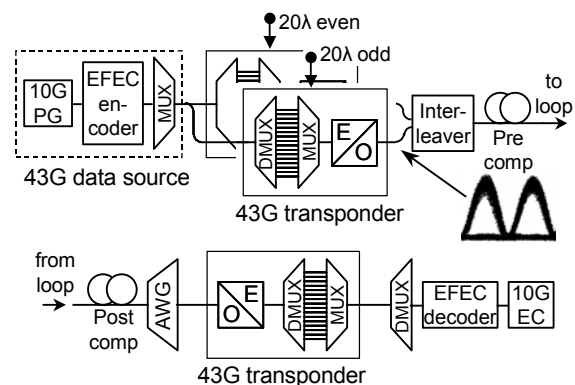 20λ even
20λ odd
10G
PG
EFEC
en-
coder
MUX
43G data source
DMUX
MUX
E
O
43G transponder
Inter-
leaver
to
loop
Pre
comp
from
loop
Post
comp
AWG
O
E
DMUX
MUX
43G transponder
DMUX
EFEC
decoder
10G
EC